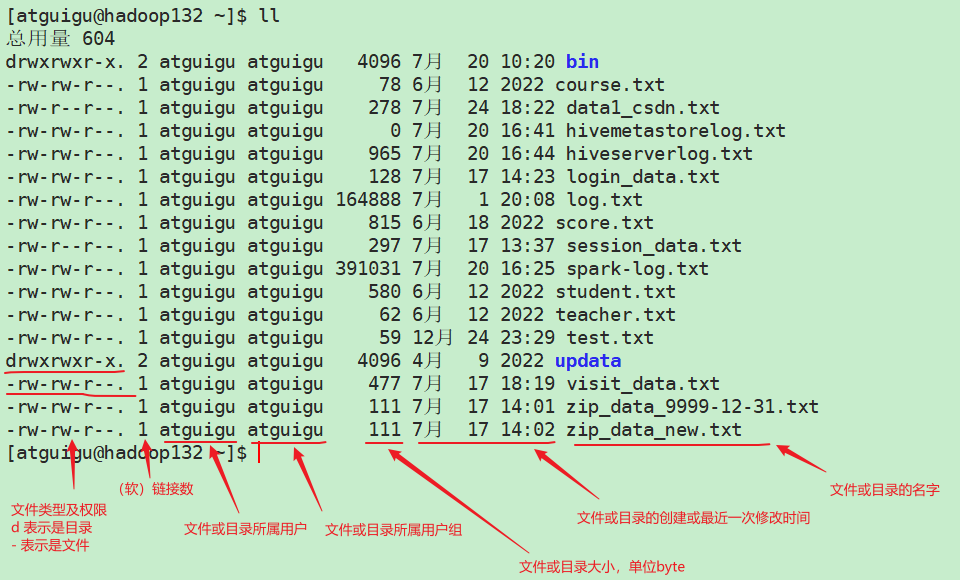 [atguigu@hadoop132 ~]$ ll
总用量 604
drwxrwxr-x. 2 atguigu atguigu   4096 7月  20 10:20 bin
-rw-rw-r--. 1 atguigu atguigu     78 6月  12 2022 course.txt
-rw-r--r--. 1 atguigu atguigu    278 7月  24 18:22 data1_csdn.txt
-rw-rw-r--. 1 atguigu atguigu      0 7月  20 16:41 hivemetastorelog.txt
-rw-rw-r--. 1 atguigu atguigu    965 7月  20 16:44 hiveserverlog.txt
-rw-rw-r--. 1 atguigu atguigu    128 7月  17 14:23 login_data.txt
-rw-rw-r--. 1 atguigu atguigu 164888 7月   1 20:08 log.txt
-rw-rw-r--. 1 atguigu atguigu    815 6月  18 2022 score.txt
-rw-r--r--. 1 atguigu atguigu    297 7月  17 13:37 session_data.txt
-rw-rw-r--. 1 atguigu atguigu 391031 7月  20 16:25 spark-log.txt
-rw-rw-r--. 1 atguigu atguigu    580 6月  12 2022 student.txt
-rw-rw-r--. 1 atguigu atguigu     62 6月  12 2022 teacher.txt
-rw-rw-r--. 1 atguigu atguigu     59 12月 24 23:29 test.txt
drwxrwxr-x. 2 atguigu atguigu   4096 4月   9 2022 updata
-rw-rw-r--. 1 atguigu atguigu    477 7月  17 18:19 visit_data.txt
-rw-rw-r--. 1 atguigu atguigu    111 7月  17 14:01 zip_data_9999-12-31.txt
-rw-rw-r--. 1 atguigu atguigu    111 7月  17 14:02 zip_data_new.txt
[atguigu@hadoop132 ~]$
（软）链接数
文件或目录的名字
文件类型及权限
d 表示是目录
- 表示是文件
文件或目录所属用户
文件或目录所属用户组
文件或目录的创建或最近一次修改时间
文件或目录大小，单位byte